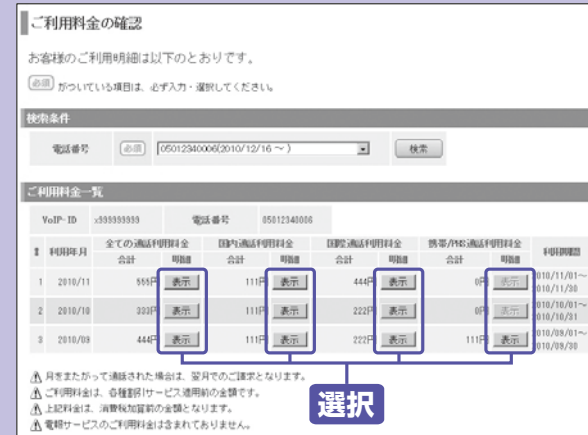 ご利用料金の確認
お客様のご利用明細は以下のとおりです。
必須 がついている項目は、必ず入力・選択してください。
検索条件
電話番号 必須 05012340006(2010/12/16 ~ ) 検索
ご利用料金一覧
VoIP-ID x999999999 電話番号 05012340006
# 利用年月 全ての通話利用料金 国内通話利用料金 国際通話利用料金 携帯/PHS通話利用料金 利用期間
合計 明細 合計 明細 合計 明細 合計 明細
1 2010/11 555円 表示 111円 表示 444円 表示 0円 表示 010/11/01~
010/11/30
2 2010/10 333円 表示 111円 表示 222円 表示 0円 表示 010/10/01~
010/10/31
3 2010/09 444円 表示 111円 表示 222円 表示 111円 表示 010/09/01~
010/09/30
月をまたがって通話された場合は、翌月でのご請求となります。
ご利用料金は、各種割引サービス適用前の金額です。
上記料金は、消費税加算前の金額となります。
電報サービスのご利用料金は含まれておりません。
選択